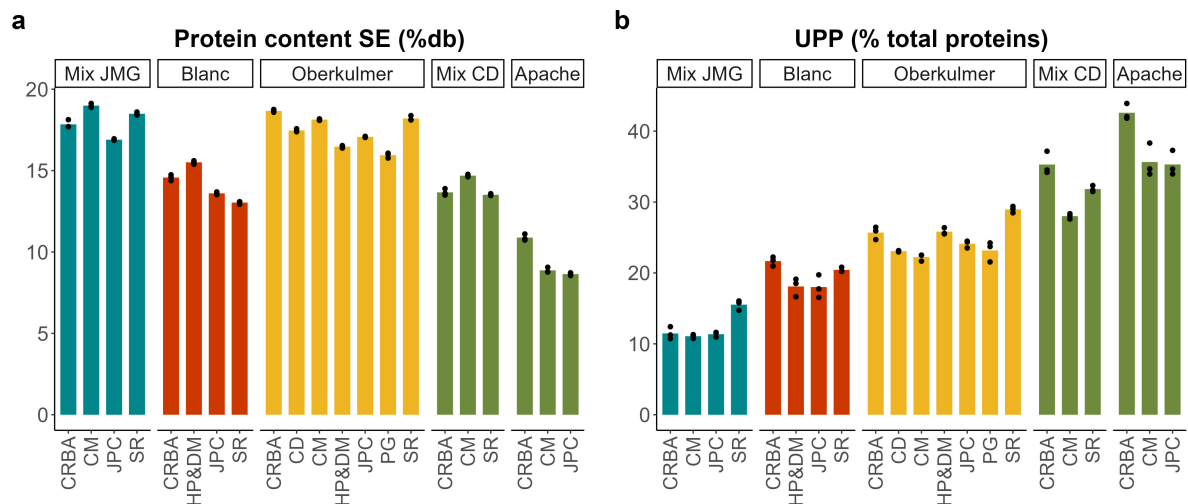 a
Protein content SE (%db)
Mix JMG Blanc Oberkulmer Mix CD Apache
20
15
10
5
0
CRBA CM JPC SR CRBA HP&DM JPC SR CRBA CD CM HP&DM JPC PG SR CRBA CM SR CRBA CM JPC
b
UPP (% total proteins)
Mix JMG Blanc Oberkulmer Mix CD Apache
40
30
20
10
0
CRBA CM JPC SR CRBA HP&DM JPC SR CRBA CD CM HP&DM JPC PG SR CRBA CM SR CRBA CM JPC